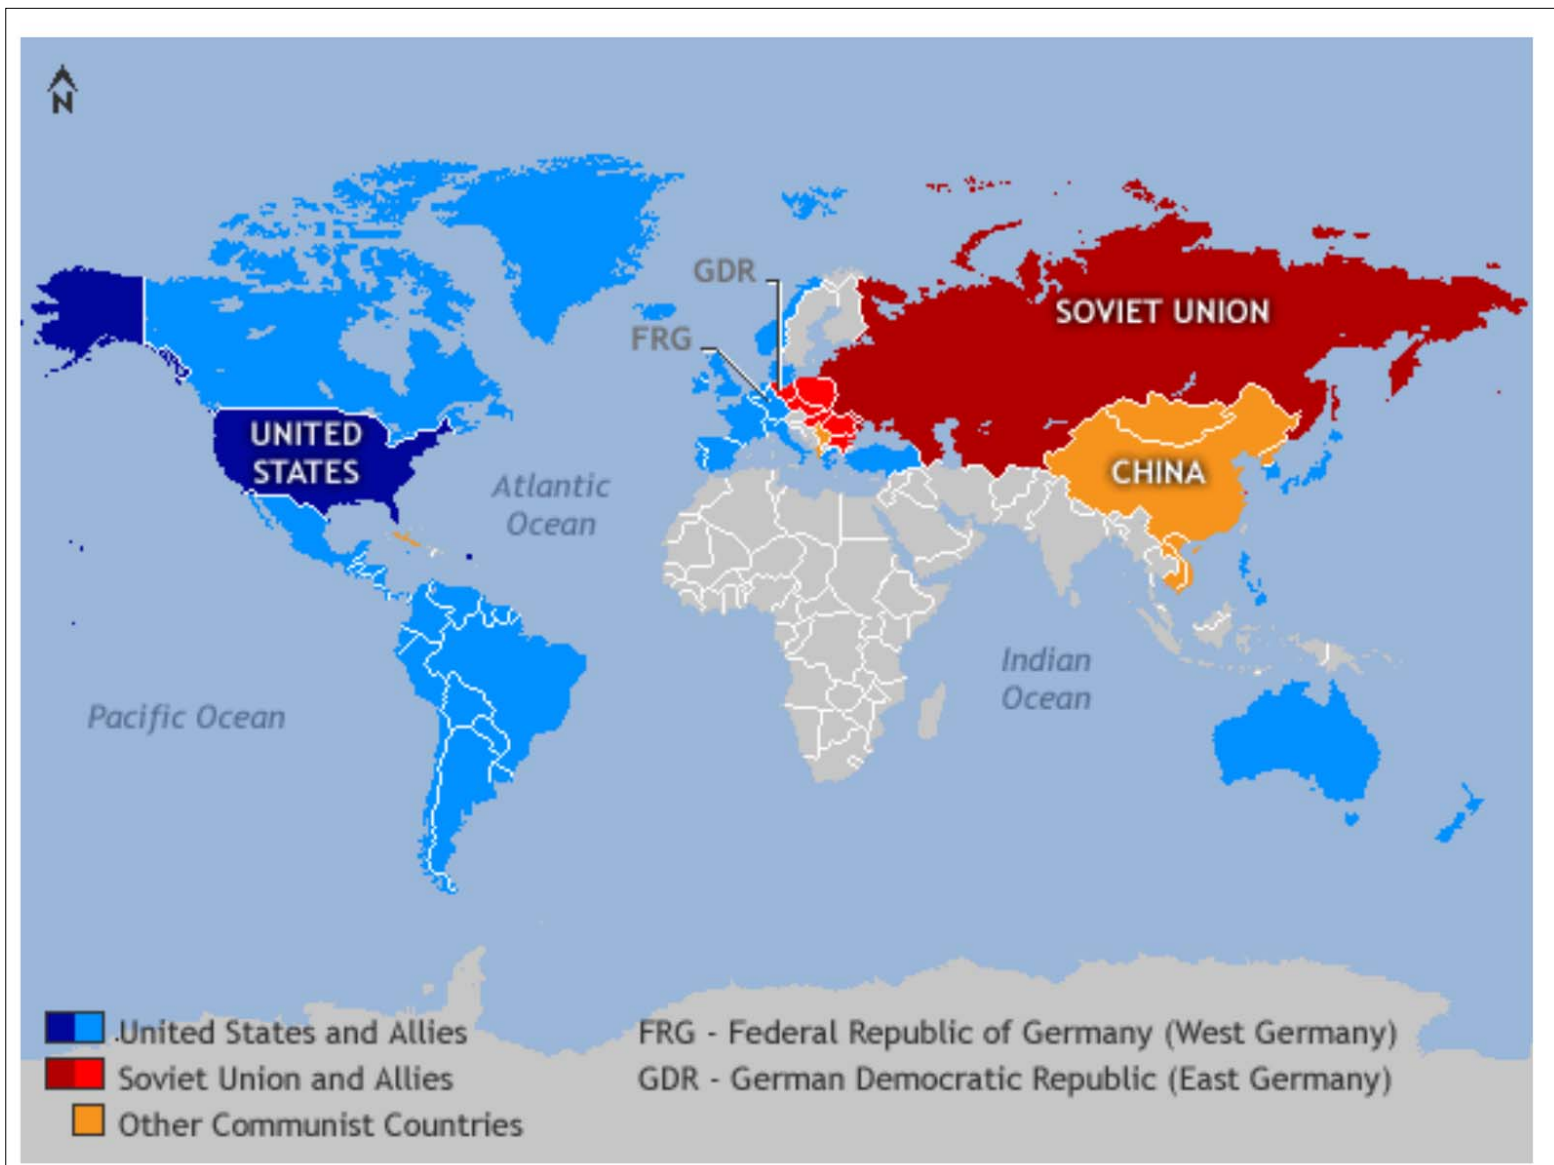 N
GDR
SOVIET UNION
FRG
UNITED
STATES
CHINA
Atlantic
Ocean
Indian
Ocean
Pacific Ocean
United States and Allies
Soviet Union and Allies
Other Communist Countries
FRG - Federal Republic of Germany (West Germany)
GDR - German Democratic Republic (East Germany)